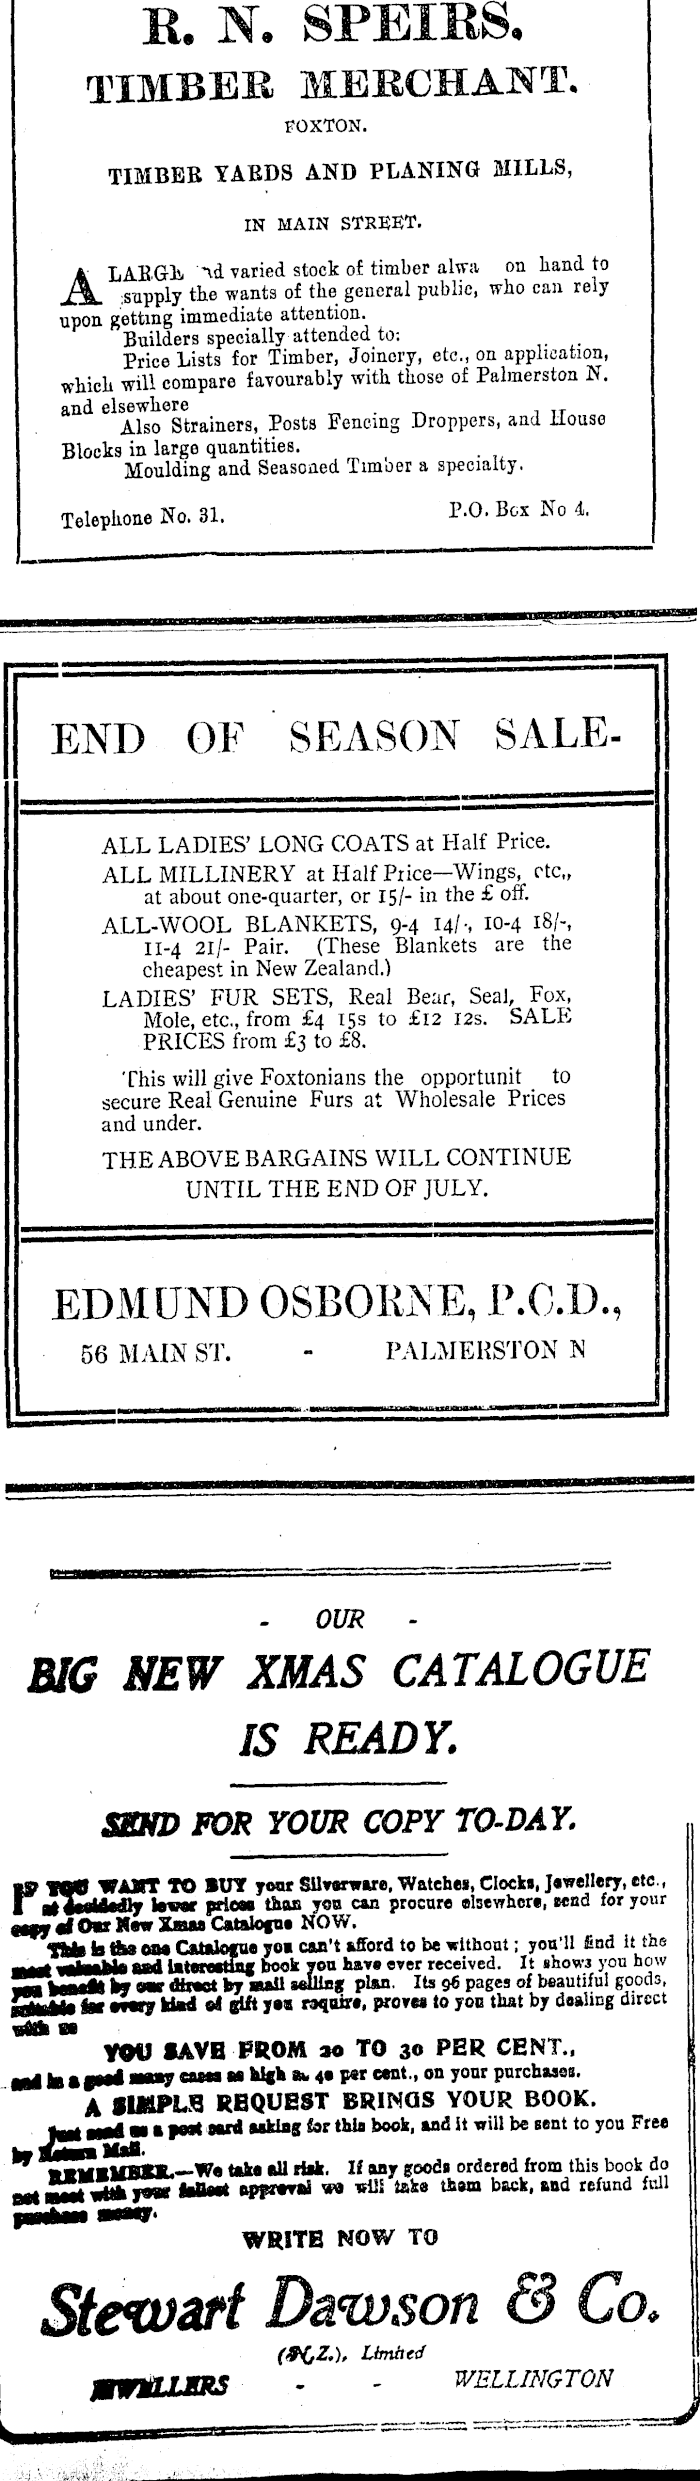 R. N. SPEIRS.
TIMBER MERCHANT.
FOXTON.
TIMBER YARDS AND PLANING MILLS,
IN MAIN STREET.
A LARGE nd varied stock of timber alwa on hand to
supply the wants of the general public, who can rely
upon getting immediate attention.
Builders specially attended to:
Price Lists for Timber, Joinery, etc., on application,
which will compare favourably with those of Palmerston N.
and elsewhere
Also Strainers, Posts Fencing Droppers, and House
Blocks in large quantities.
Moulding and Seasoned Timber a specialty.
Telephone No. 31. P.O. Box No 4.
END OF SEASON SALE-
ALL LADIES' LONG COATS at Half Price.
ALL MILLINERY at Half Price—Wings, etc.,
at about one-quarter, or 15/- in the £ off.
ALL-WOOL BLANKETS, 9-4 14/-, 10-4 18/-,
11-4 21/- Pair. (These Blankets are the
cheapest in New Zealand.)
LADIES' FUR SETS, Real Bear, Seal, Fox,
Mole, etc., from £4 15s to £12 12s. SALE
PRICES from £3 to £8.
This will give Foxtonians the opportunit to
secure Real Genuine Furs at Wholesale Prices
and under.
THE ABOVE BARGAINS WILL CONTINUE
UNTIL THE END OF JULY.
EDMUND OSBORNE, P.C.D.,
56 MAIN ST. - PALMERSTON N
- OUR -
BIG NEW XMAS CATALOGUE
IS READY.
SEND FOR YOUR COPY TO-DAY.
IF YOU WANT TO BUY your Silverware, Watches, Clocks, Jewellery, etc.,
at decidedly lower prices than you can procure elsewhere, send for your
copy of Our New Xmas Catalogue NOW.
This is the one Catalogue you can't afford to be without; you'll find it the
most valuable and interesting book you have ever received. It shows you how
you benefit by our direct by mail selling plan. Its 96 pages of beautiful goods,
suitable for every kind of gift you require, proves to you that by dealing direct
with us
YOU SAVE FROM 20 TO 30 PER CENT.,
and in a good many cases as high as 40 per cent., on your purchases.
A SIMPLE REQUEST BRINGS YOUR BOOK.
Just send us a post card asking for this book, and it will be sent to you Free
by Return Mail.
REMEMBER.—We take all risk. If any goods ordered from this book do
not meet with your fullest approval we will take them back, and refund full
purchase money.
WRITE NOW TO
Stewart Dawson & Co.
(N.Z.), Limited
JEWELLERS - - WELLINGTON